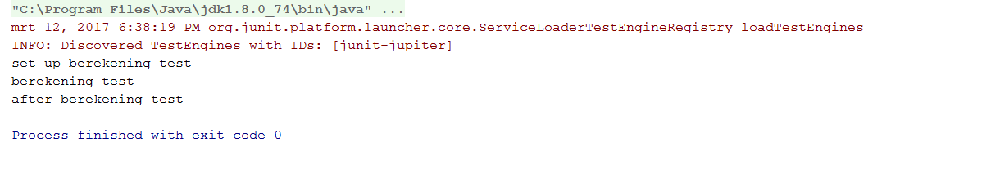 "C:\Program Files\Java\jdk1.8.0_74\bin\java" ...
mrt 12, 2017 6:38:19 PM org.junit.platform.launcher.core.ServiceLoaderTestEngineRegistry loadTestEngines
INFO: Discovered TestEngines with IDs: [junit-jupiter]
set up berekening test
berekening test
after berekening test
Process finished with exit code 0